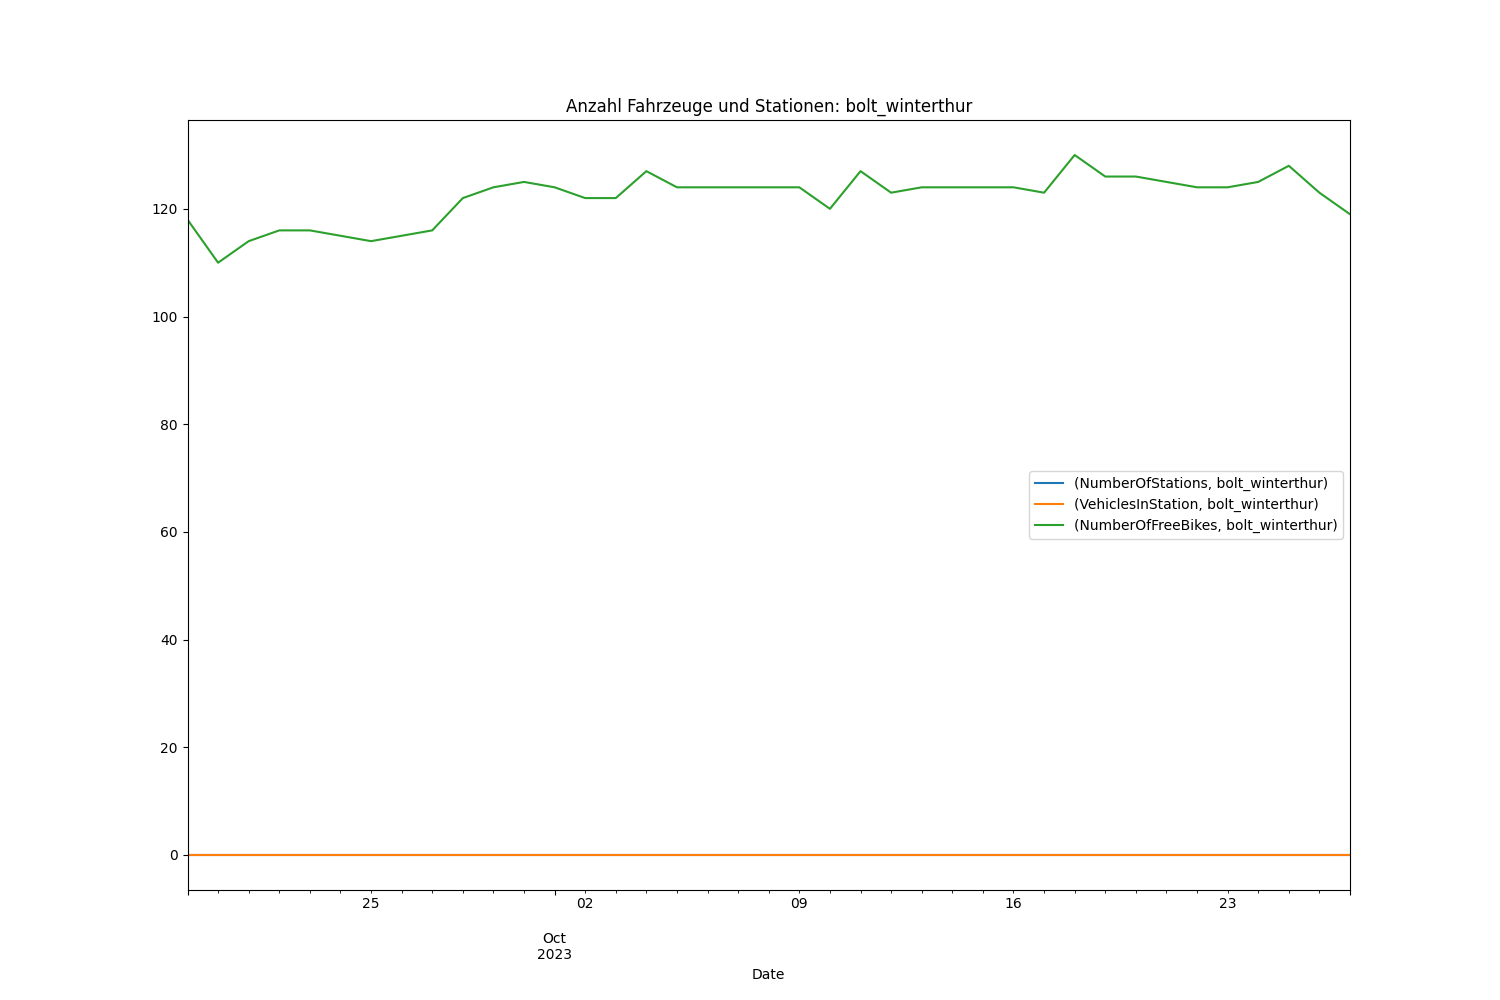 Anzahl Fahrzeuge und Stationen: bolt_winterthur
120
100
80
60
40
20
0
(NumberOfStations, bolt_winterthur)
(VehiclesInStation, bolt_winterthur)
(NumberOfFreeBikes, bolt_winterthur)
25 02 09 16 23
Oct
2023
Date